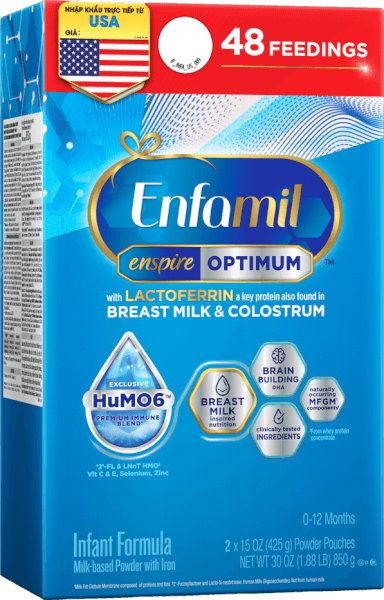 NHẬP KHẨU TRỰC TIẾP TỪ
USA
GIÁ:
48 FEEDINGS
Enfamil
enspire OPTIMUM™
with LACTOFERRIN a key protein also found in
BREAST MILK & COLOSTRUM
EXCLUSIVE
HuMO6™
PREMIUM IMMUNE
BLEND*
*2'-FL & LNnT HMO‡
Vit C & E, Selenium, Zinc
BREAST
MILK
inspired
nutrition
BRAIN
BUILDING
DHA
clinically tested
INGREDIENTS
naturally
occurring
MFGM
components°
°From whey protein
concentrate
0-12 Months
Infant Formula
Milk-based Powder with Iron
2 x 15 OZ (425 g) Powder Pouches
NET WT 30 OZ (1.88 LB) 850 g